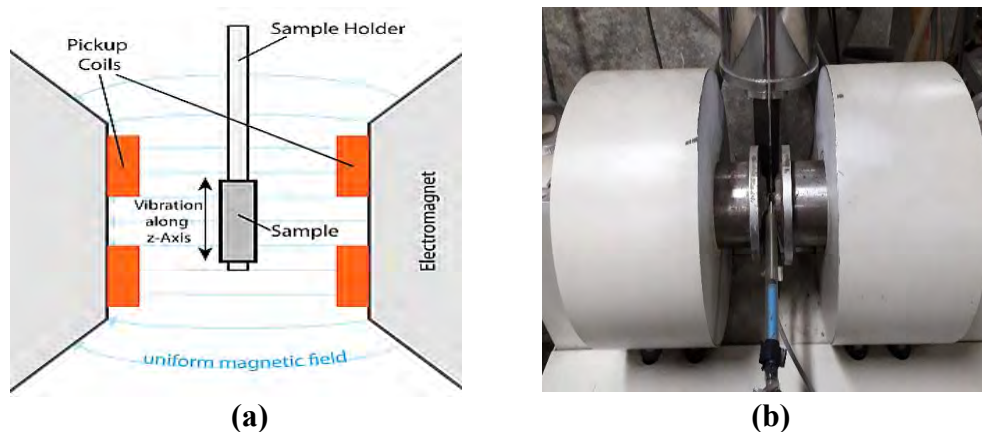 Sample Holder
Pickup
Coils
Vibration
along
z-Axis
Sample
Electromagnet
uniform magnetic field
(a)
(b)